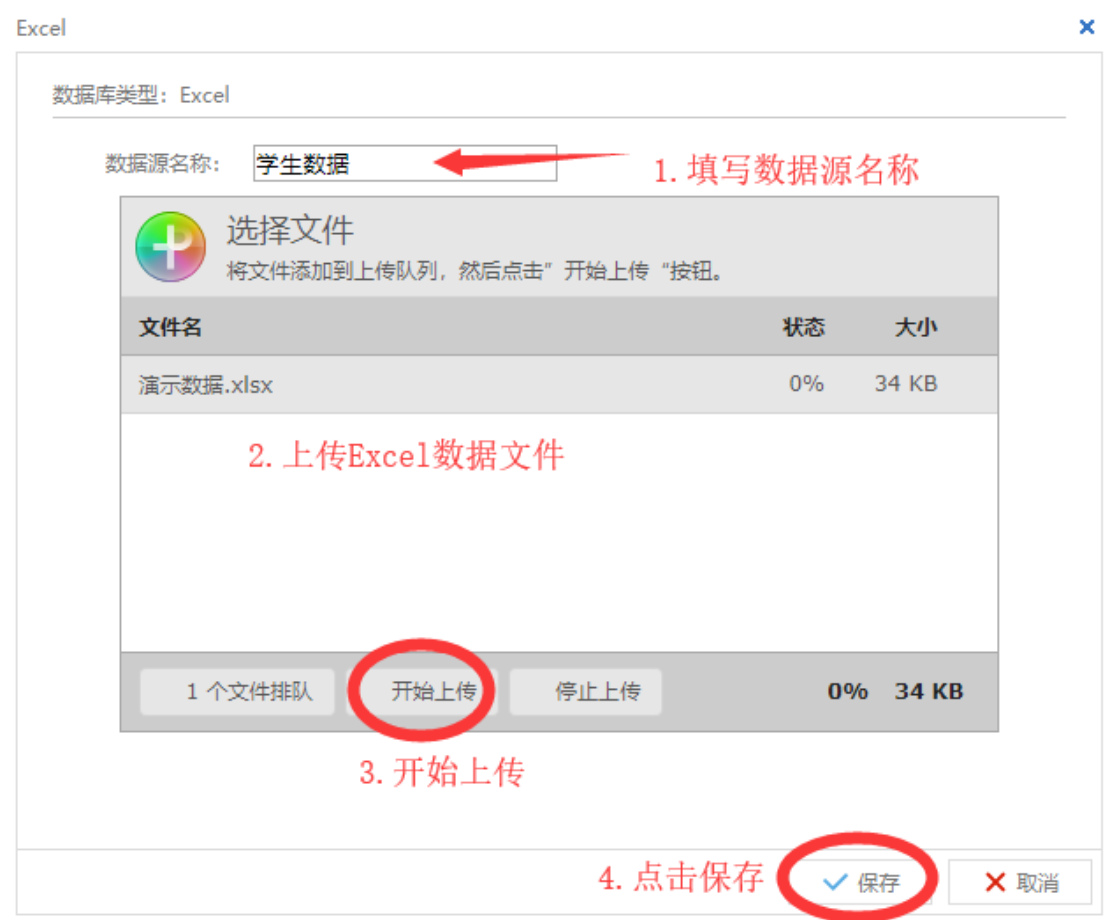 Excel
数据库类型：Excel
数据源名称： 学生数据
1. 填写数据源名称
选择文件
将文件添加到上传队列，然后点击”开始上传“按钮。
文件名 状态 大小
演示数据.xlsx 0% 34 KB
2. 上传Excel数据文件
1 个文件排队 开始上传 停止上传 0% 34 KB
3. 开始上传
4. 点击保存 保存 取消